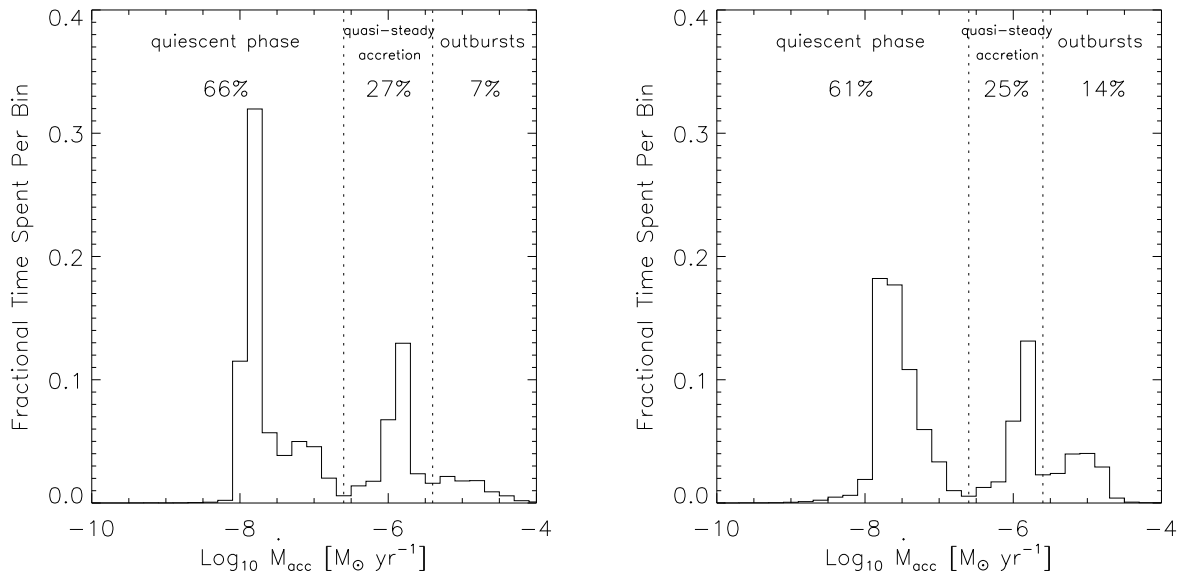 Fractional Time Spent Per Bin
0.4
0.3
0.2
0.1
0.0
quiescent phase
66%
quasi-steady
accretion
27%
outbursts
7%
-10
-8
-6
-4
Log₁₀ Ṁacc [M⊙ yr⁻¹]
Fractional Time Spent Per Bin
0.4
0.3
0.2
0.1
0.0
quiescent phase
61%
quasi-steady
accretion
25%
outbursts
14%
-10
-8
-6
-4
Log₁₀ Ṁacc [M⊙ yr⁻¹]